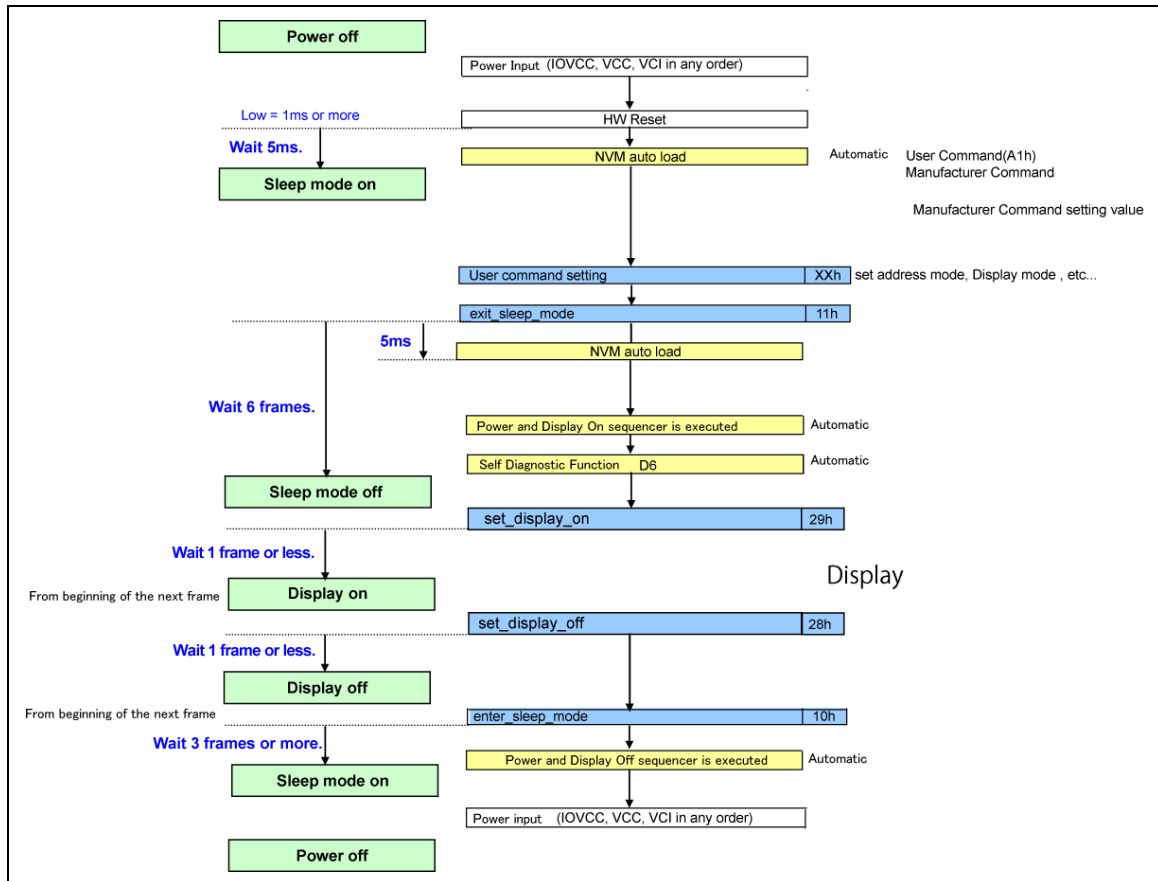 Power off
Power Input (IOVCC, VCC, VCI in any order)
Low = 1ms or more
HW Reset
Wait 5ms.
NVM auto load
Automatic
User Command(A1h)
Manufacturer Command
Sleep mode on
Manufacturer Command setting value
User command setting
XXh
set address mode, Display mode , etc...
exit_sleep_mode
11h
5ms
NVM auto load
Wait 6 frames.
Power and Display On sequencer is executed
Automatic
Self Diagnostic Function D6
Automatic
Sleep mode off
set_display_on
29h
Wait 1 frame or less.
Display
From beginning of the next frame
Display on
set_display_off
28h
Wait 1 frame or less.
Display off
From beginning of the next frame
enter_sleep_mode
10h
Wait 3 frames or more.
Power and Display Off sequencer is executed
Automatic
Sleep mode on
Power input (IOVCC, VCC, VCI in any order)
Power off